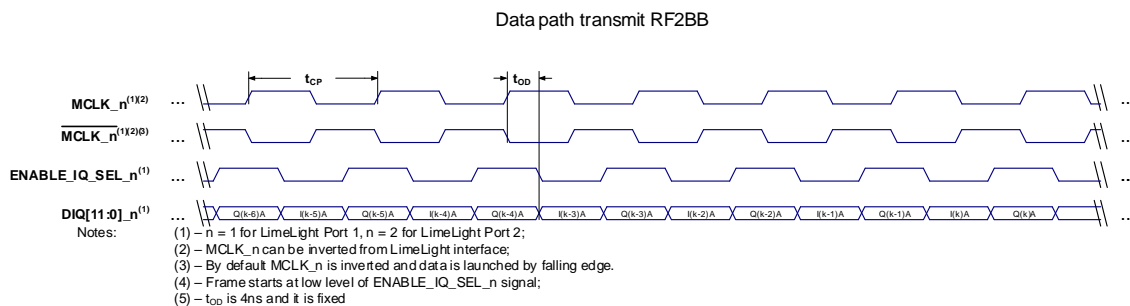 Data path transmit RF2BB
tCP
tOD
MCLK_n(1)(2) ... ..
MCLK_n(1)(2)(3) ... ..
ENABLE_IQ_SEL_n(1) ... ..
DIQ[11:0]_n(1) ... Q(k-6)A I(k-5)A Q(k-5)A I(k-4)A Q(k-4)A I(k-3)A Q(k-3)A I(k-2)A Q(k-2)A I(k-1)A Q(k-1)A I(k)A Q(k)A ..
Notes: (1) – n = 1 for LimeLight Port 1, n = 2 for LimeLight Port 2;
(2) – MCLK_n can be inverted from LimeLight interface;
(3) – By default MCLK_n is inverted and data is launched by falling edge.
(4) – Frame starts at low level of ENABLE_IQ_SEL_n signal;
(5) – tOD is 4ns and it is fixed